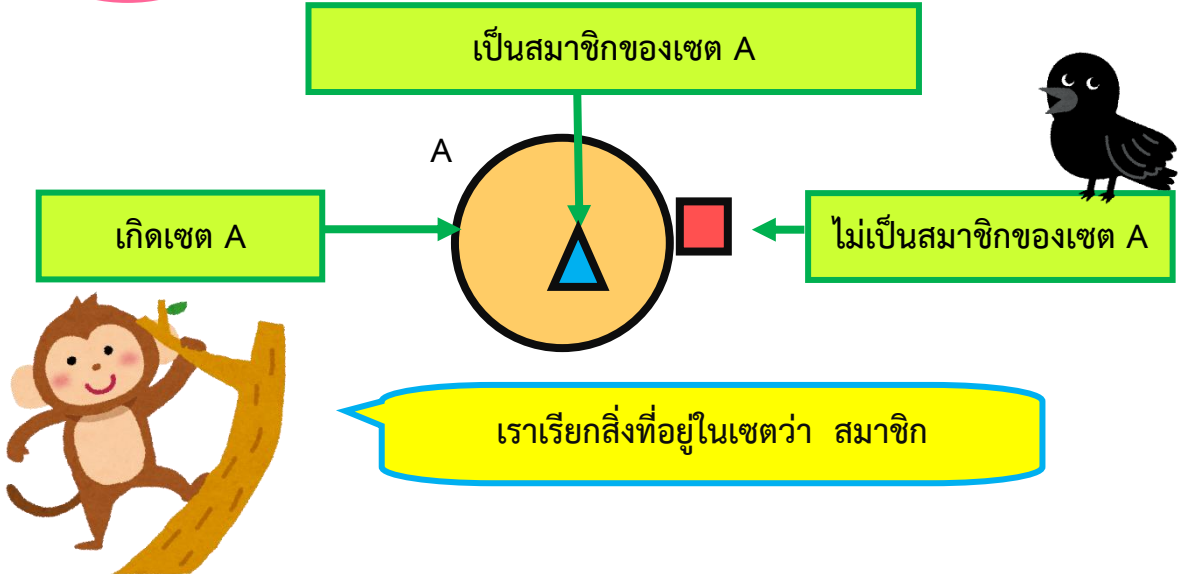 เป็นสมาชิกของเซต A
A
เกิดเซต A
ไม่เป็นสมาชิกของเซต A
เราเรียกสิ่งที่อยู่ในเซตว่า สมาชิก